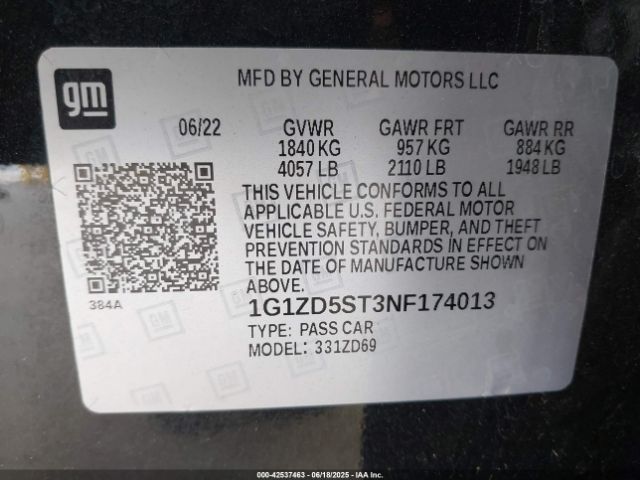 gm
MFD BY GENERAL MOTORS LLC
06/22 GVWR GAWR FRT GAWR RR
1840 KG 957 KG 884 KG
4057 LB 2110 LB 1948 LB
THIS VEHICLE CONFORMS TO ALL
APPLICABLE U.S. FEDERAL MOTOR
VEHICLE SAFETY, BUMPER, AND THEFT
PREVENTION STANDARDS IN EFFECT ON
THE DATE OF MANUFACTURE SHOWN
ABOVE.
384A
1G1ZD5ST3NF174013
TYPE: PASS CAR
MODEL: 331ZD69
000-42537463 - 06/18/2025 - IAA Inc.